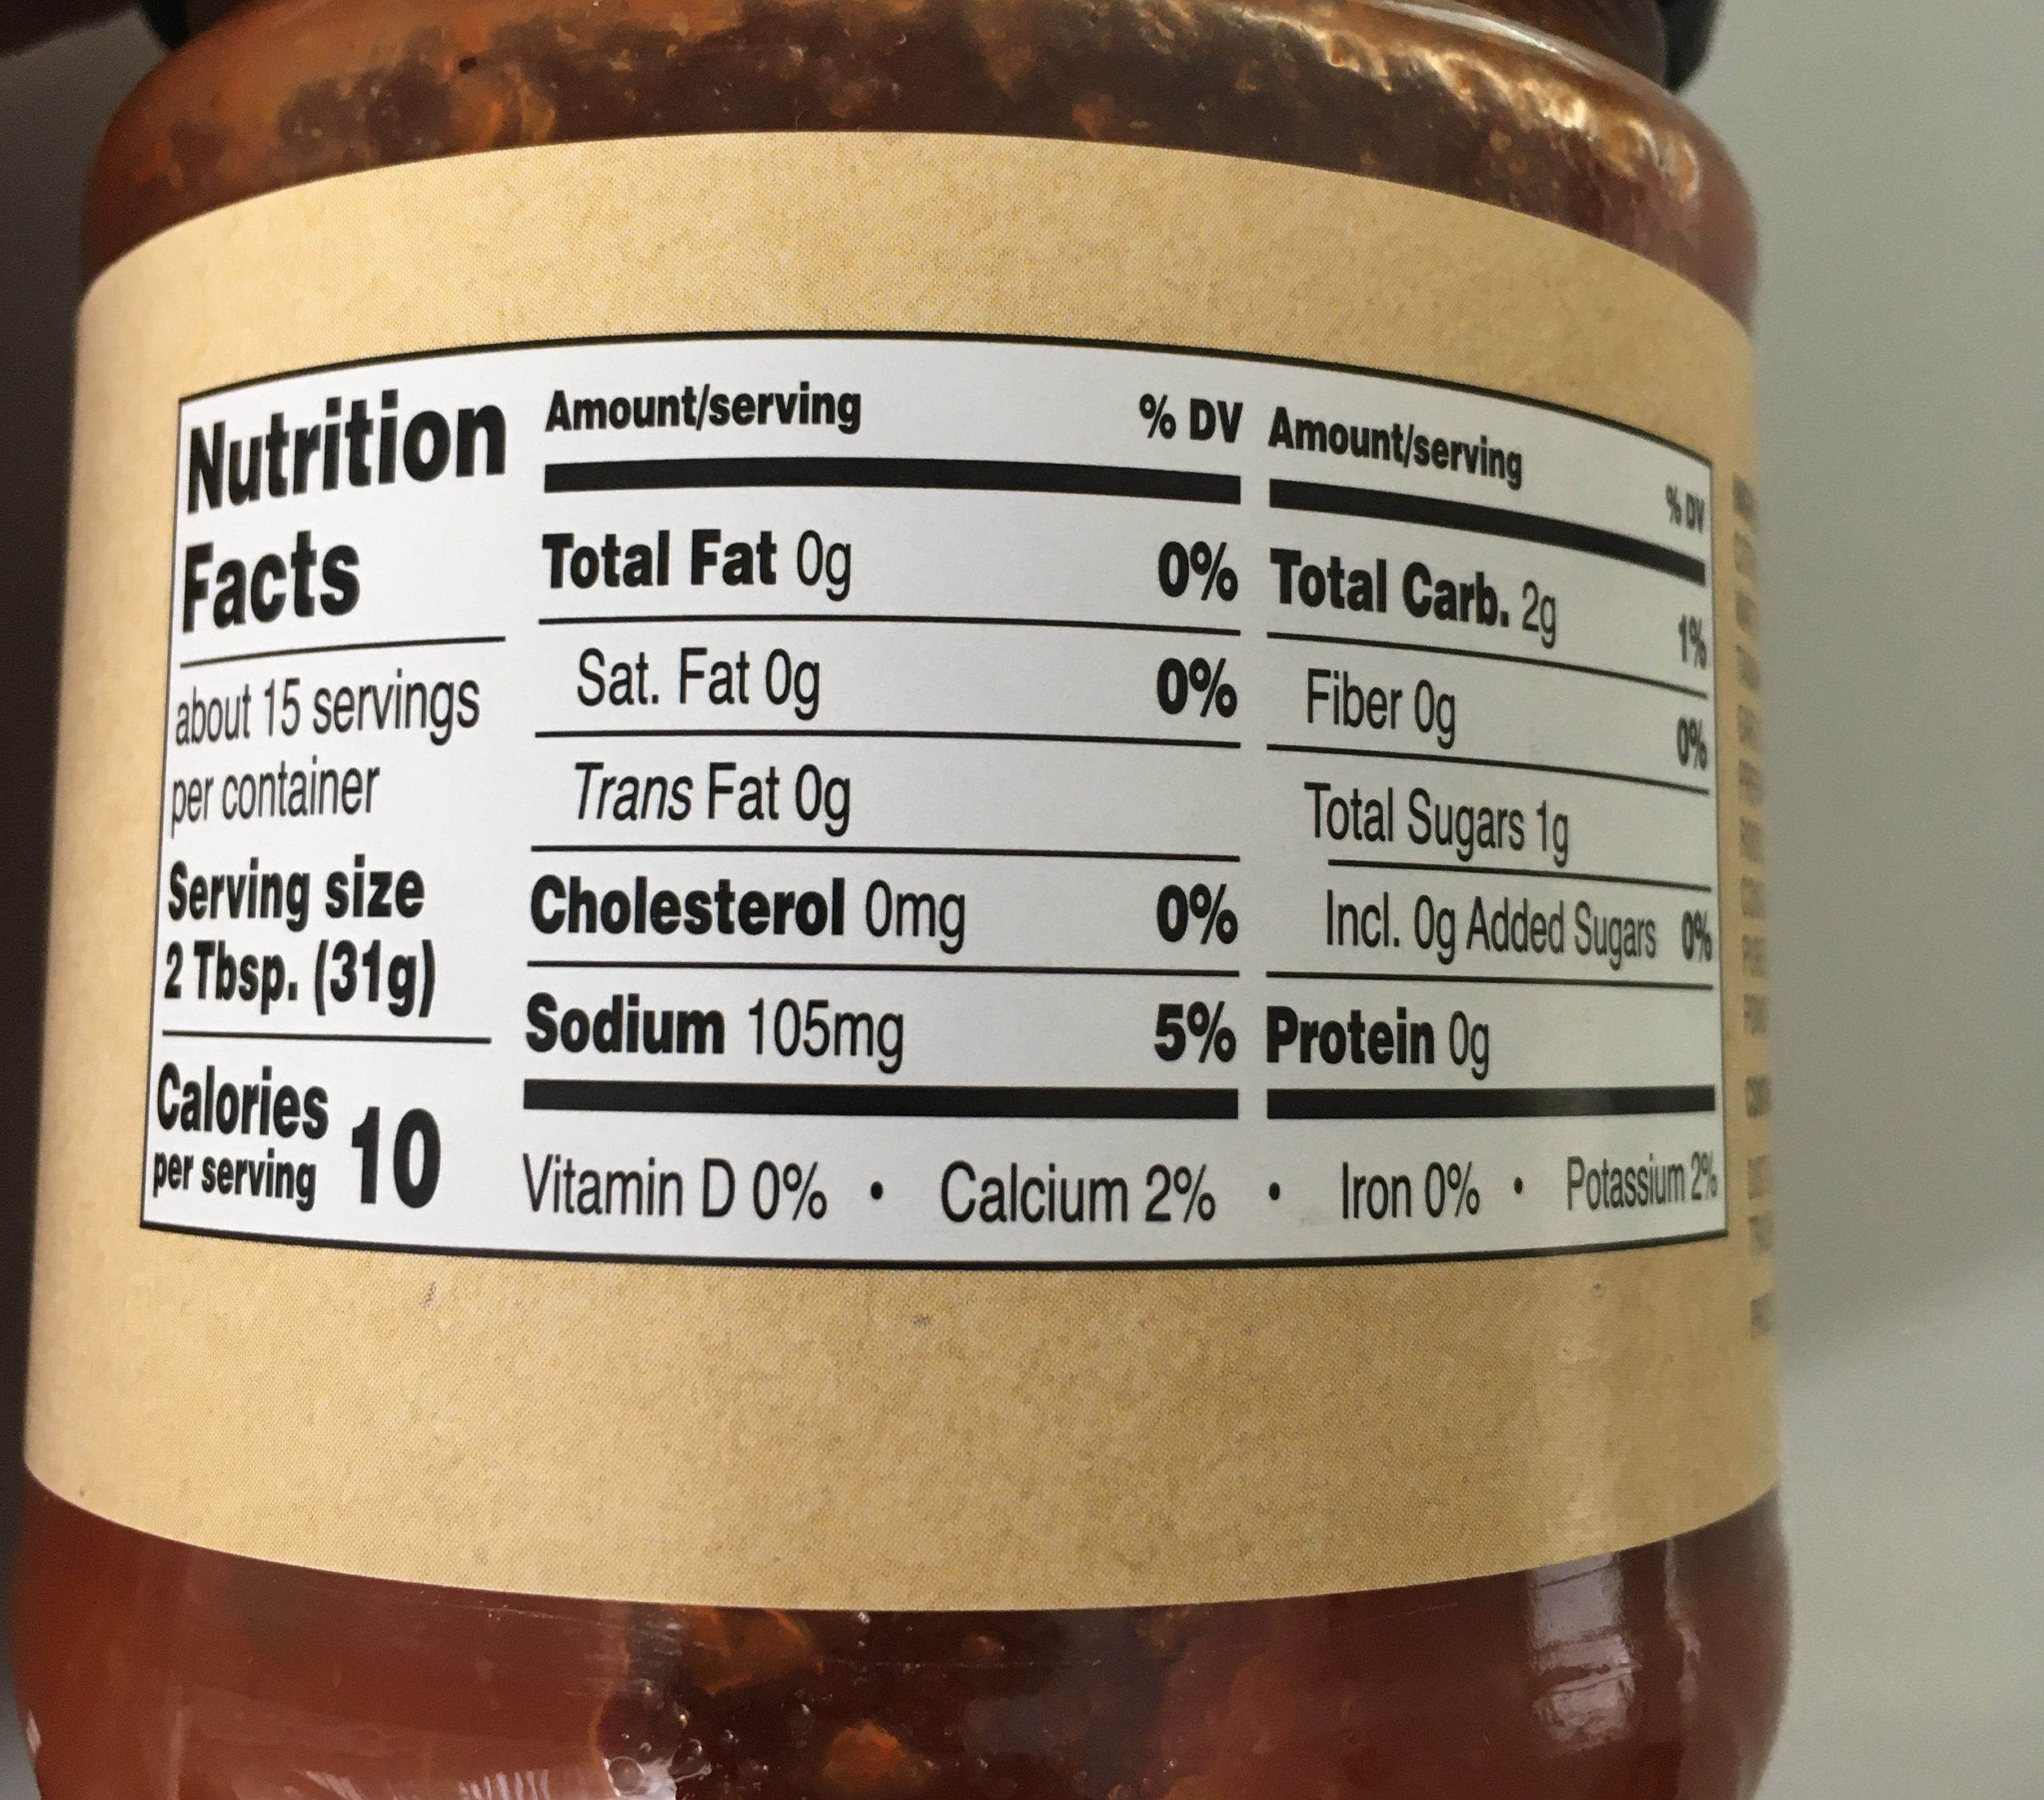 Nutrition
Facts
about 15 servings
per container
Serving size
2 Tbsp. (31g)
Calories
per serving 10
Amount/serving % DV
Total Fat 0g 0%
Sat. Fat 0g 0%
Trans Fat 0g
Cholesterol 0mg 0%
Sodium 105mg 5%
Amount/serving % DV
Total Carb. 2g 1%
Fiber 0g 0%
Total Sugars 1g
Incl. 0g Added Sugars 0%
Protein 0g
Vitamin D 0% • Calcium 2% • Iron 0% • Potassium 2%